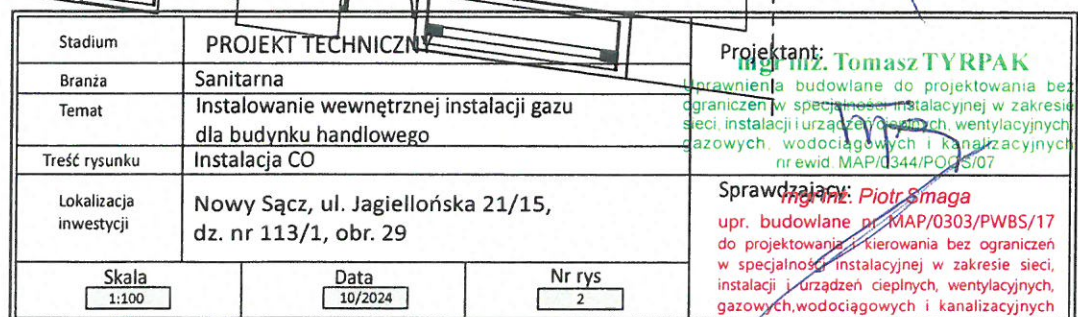 Stadium
PROJEKT TECHNICZNY
Branża
Sanitarna
Temat
Instalowanie wewnętrznej instalacji gazu
dla budynku handlowego
Treść rysunku
Instalacja CO
Lokalizacja
inwestycji
Nowy Sącz, ul. Jagiellońska 21/15,
dz. nr 113/1, obr. 29
Skala
1:100
Data
10/2024
Nr rys
2
Projektant:
mgr inż. Tomasz TYRPAK
Uprawnienia budowlane do projektowania bez
ograniczeń w specjalności instalacyjnej w zakresie
sieci, instalacji i urządzeń cieplnych, wentylacyjnych,
gazowych, wodociągowych i kanalizacyjnych
nr ewid. MAP/0344/POOS/07
Sprawdzający:
mgr inż. Piotr Smaga
upr. budowlane nr MAP/0303/PWBS/17
do projektowania i kierowania bez ograniczeń
w specjalności instalacyjnej w zakresie sieci,
instalacji i urządzeń cieplnych, wentylacyjnych,
gazowych,wodociągowych i kanalizacyjnych